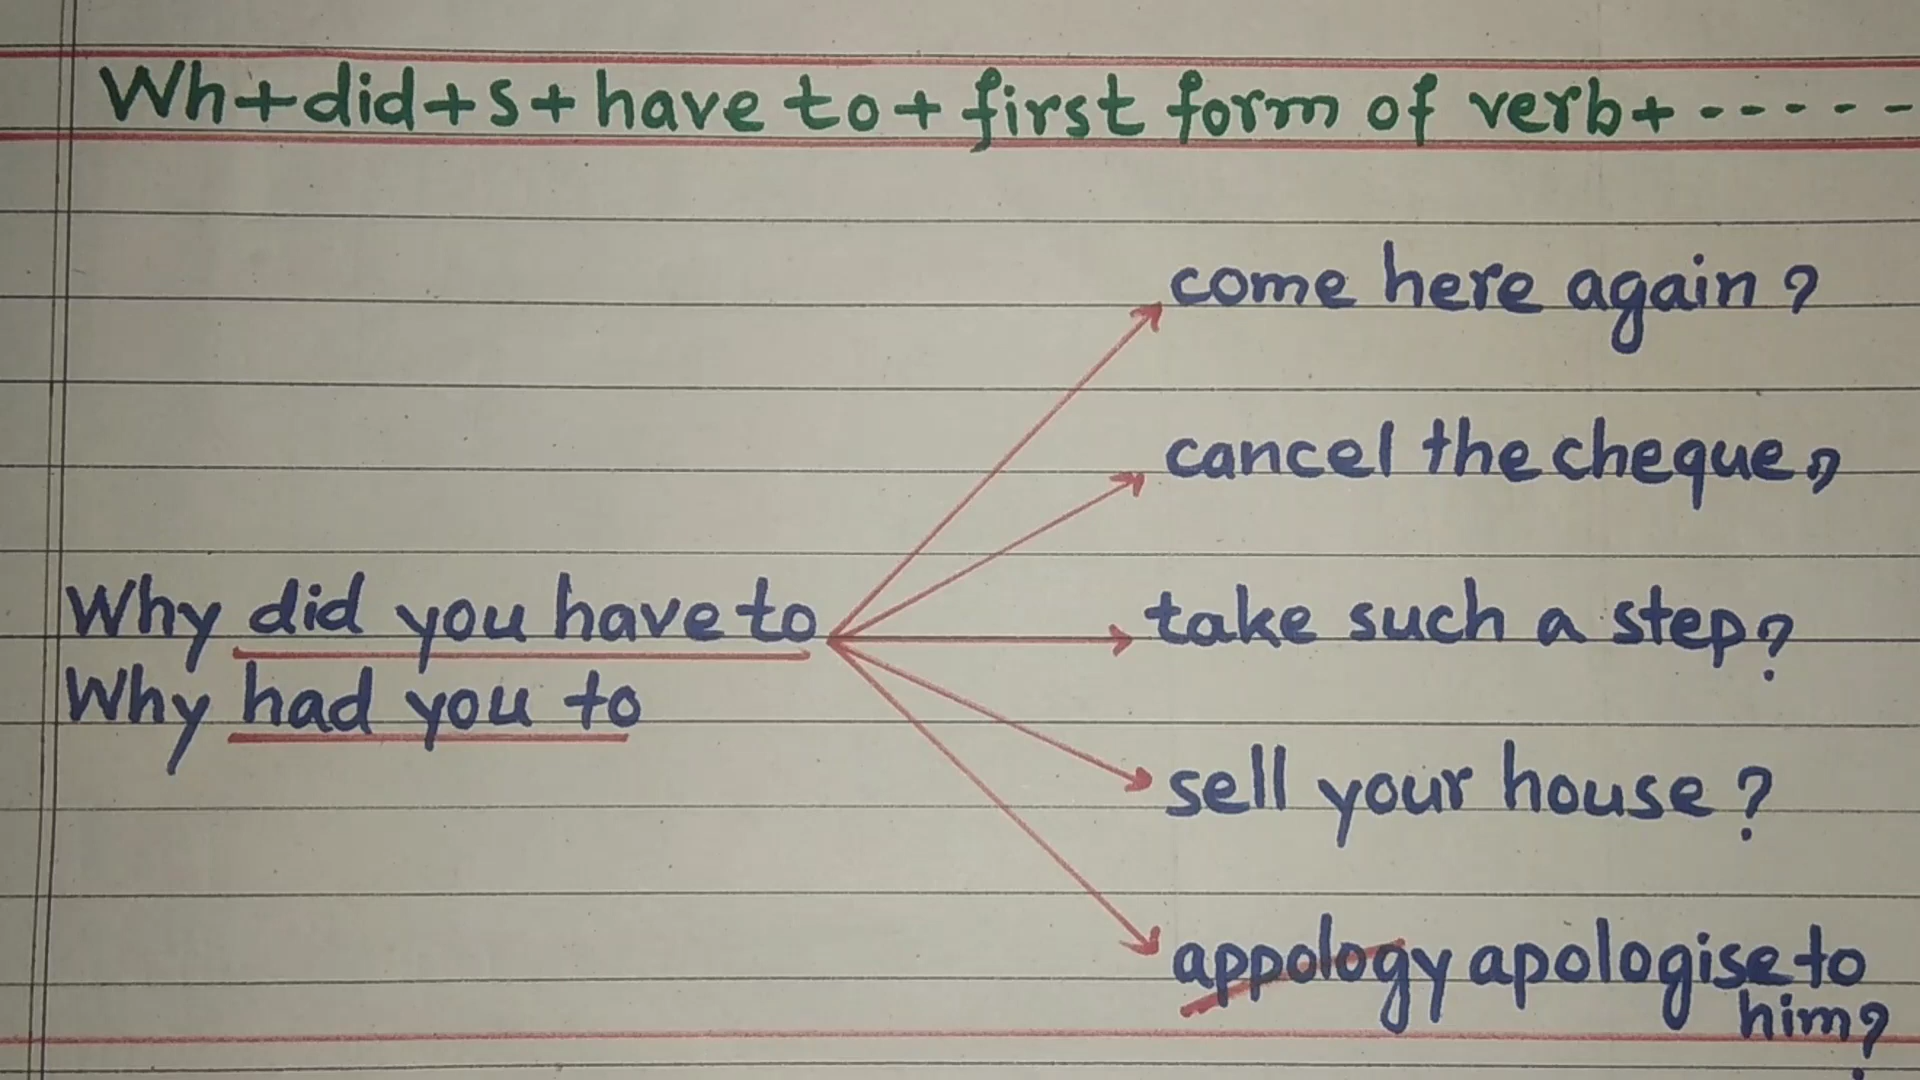 Wh+did+s+have to+first form of verb+-----
come here again?
cancel the cheque?
Why did you have to
take such a step?
Why had you to
sell your house?
appology apologise to
him?